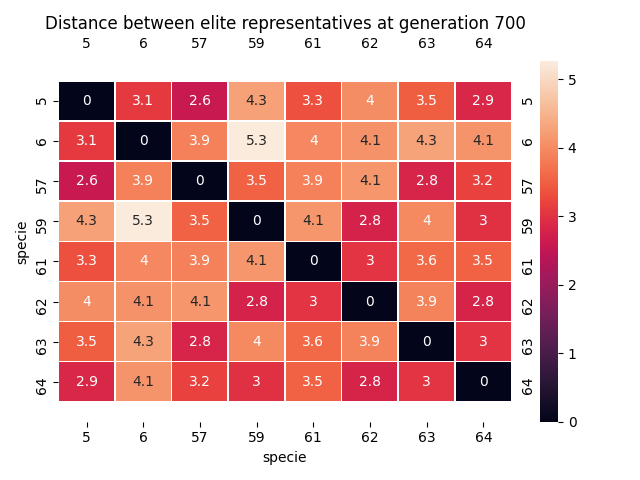 Distance between elite representatives at generation 700
5 6 57 59 61 62 63 64
5 0 3.1 2.6 4.3 3.3 4 3.5 2.9 5
6 3.1 0 3.9 5.3 4 4.1 4.3 4.1 6
57 2.6 3.9 0 3.5 3.9 4.1 2.8 3.2 57
59 4.3 5.3 3.5 0 4.1 2.8 4 3 59
61 3.3 4 3.9 4.1 0 3 3.6 3.5 61
62 4 4.1 4.1 2.8 3 0 3.9 2.8 62
63 3.5 4.3 2.8 4 3.6 3.9 0 3 63
64 2.9 4.1 3.2 3 3.5 2.8 3 0 64
5 6 57 59 61 62 63 64
specie
specie
5
4
3
2
1
0